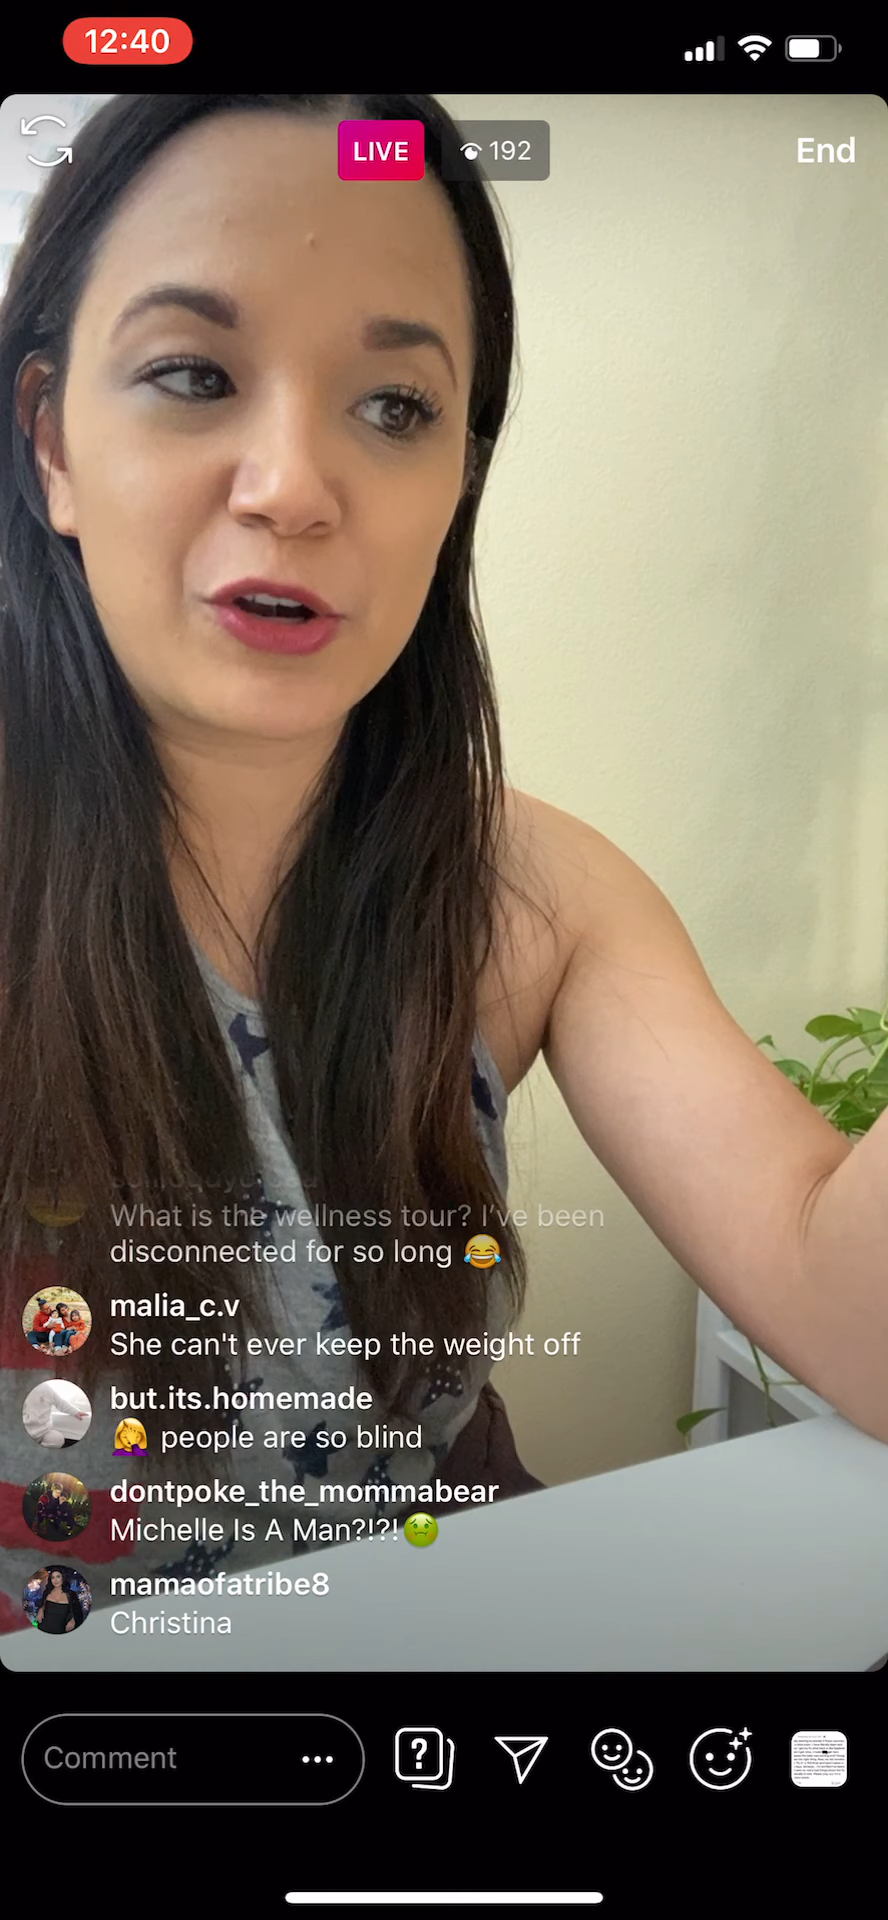 12:40
LIVE
192
End
What is the wellness tour? I've been
disconnected for so long 😂
malia_c.v
She can't ever keep the weight off
but.its.homemade
🤦‍♀️ people are so blind
dontpoke_the_mommabear
Michelle Is A Man?!?!🤢
mamaofatribe8
Christina
Comment